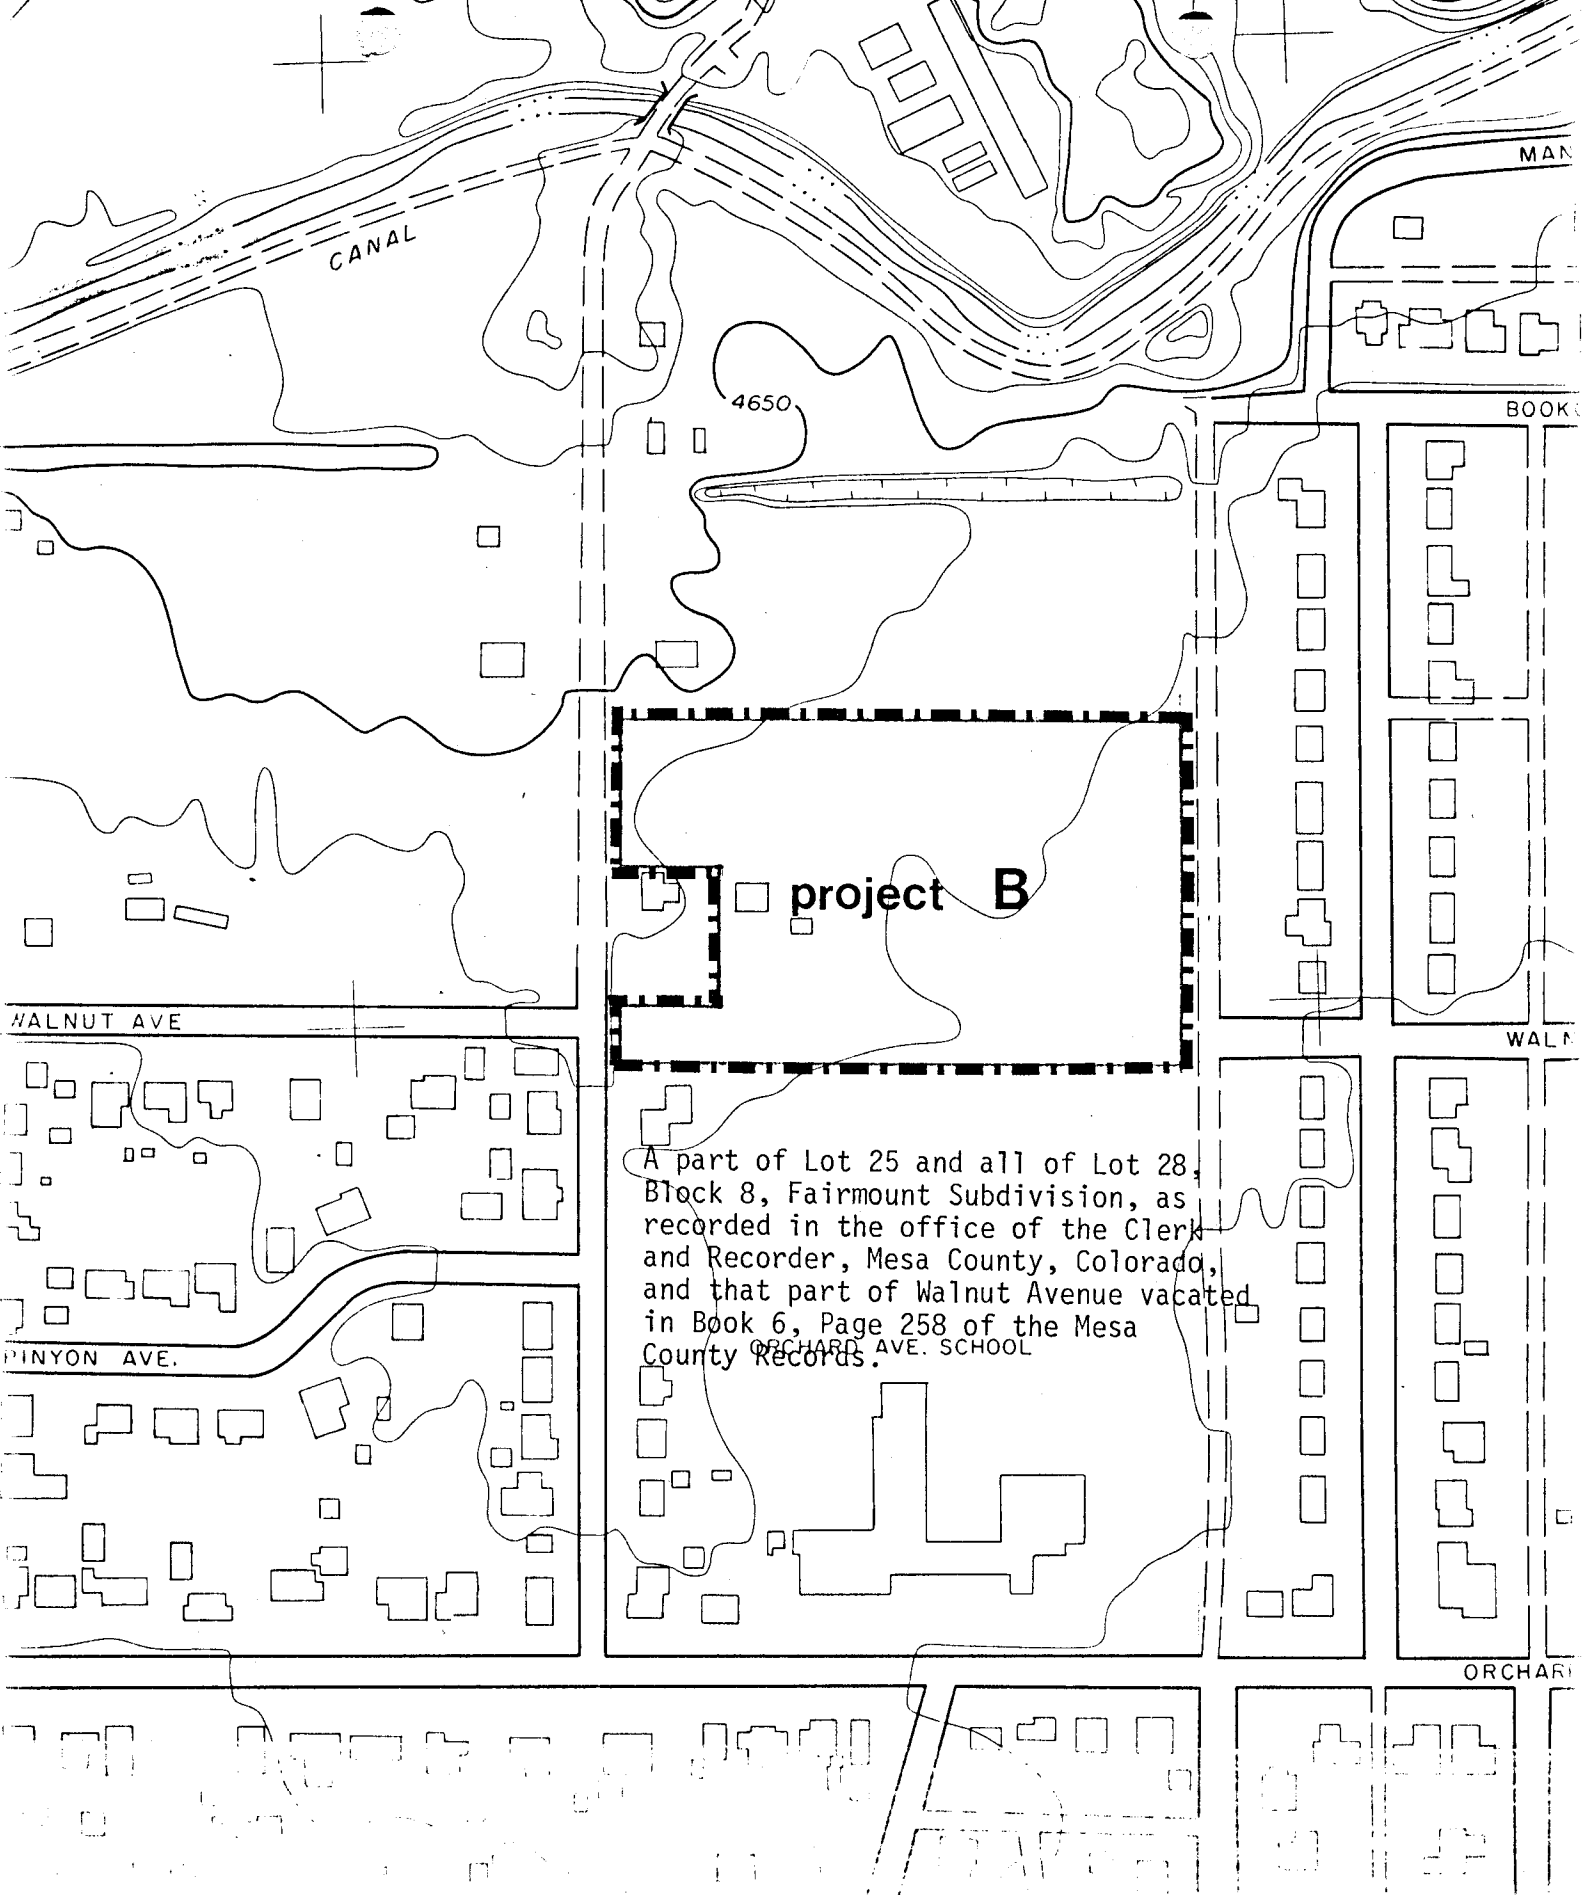 MAN
CANAL
4650
BOOK
project B
WALNUT AVE
WALN
A part of Lot 25 and all of Lot 28,
Block 8, Fairmount Subdivision, as
recorded in the office of the Clerk
and Recorder, Mesa County, Colorado,
and that part of Walnut Avenue vacated
in Book 6, Page 258 of the Mesa
County Records.
ORCHARD AVE. SCHOOL
PINYON AVE.
ORCHAR